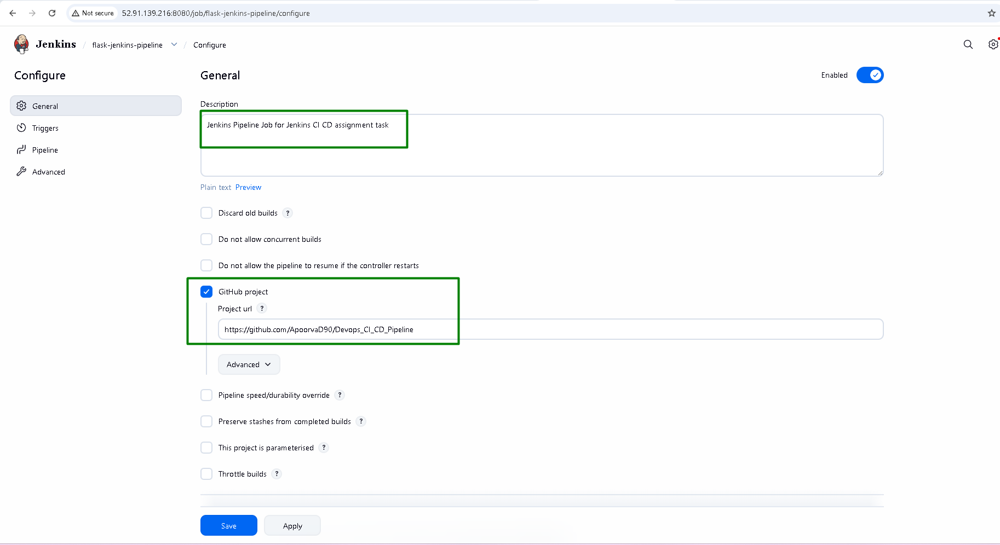 Not secure 52.91.139.216:8080/job/flask-jenkins-pipeline/configure
Jenkins / flask-jenkins-pipeline / Configure
Configure
General
Triggers
Pipeline
Advanced
General
Enabled
Description
Jenkins Pipeline Job for Jenkins CI CD assignment task
Plain text Preview
Discard old builds ?
Do not allow concurrent builds
Do not allow the pipeline to resume if the controller restarts
GitHub project
Project url ?
https://github.com/ApoorvaD90/Devops_CI_CD_Pipeline
Advanced
Pipeline speed/durability override ?
Preserve stashes from completed builds ?
This project is parameterised ?
Throttle builds ?
Save Apply